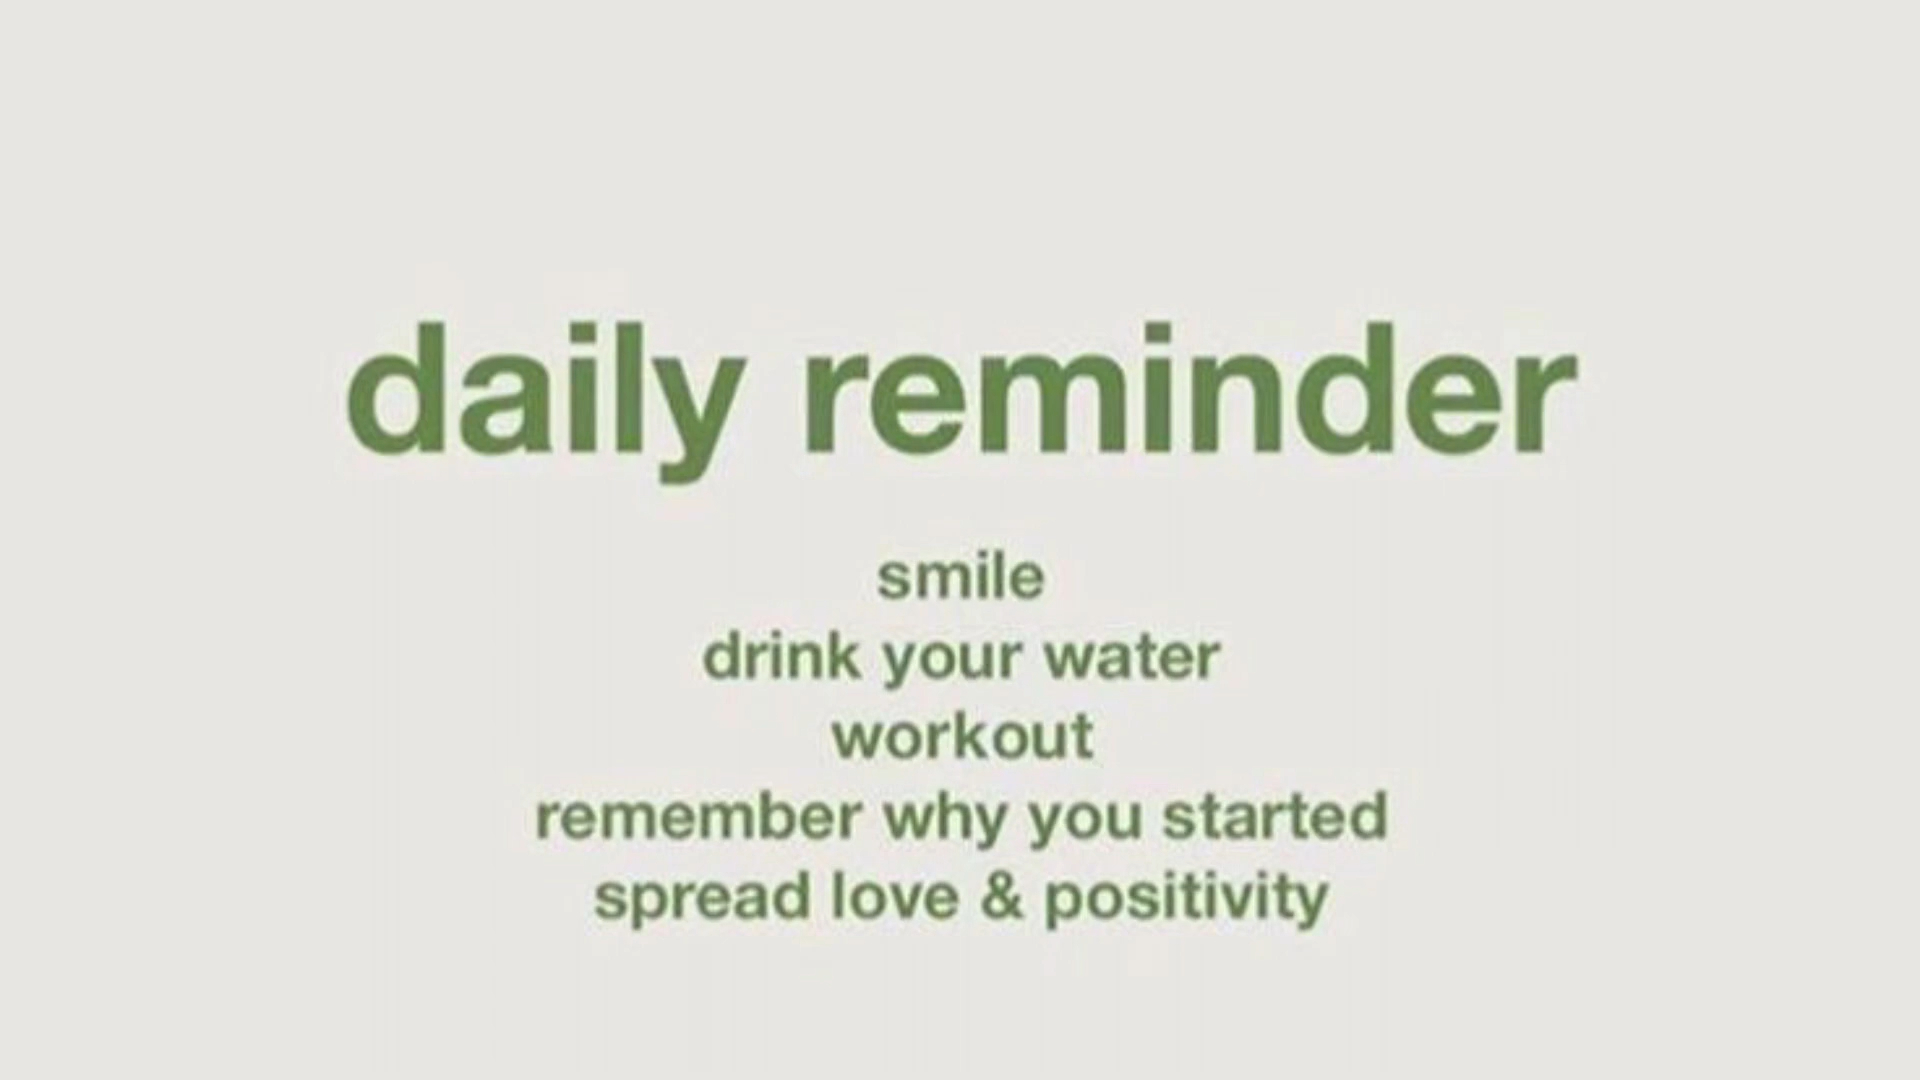 daily reminder
smile
drink your water
workout
remember why you started
spread love & positivity